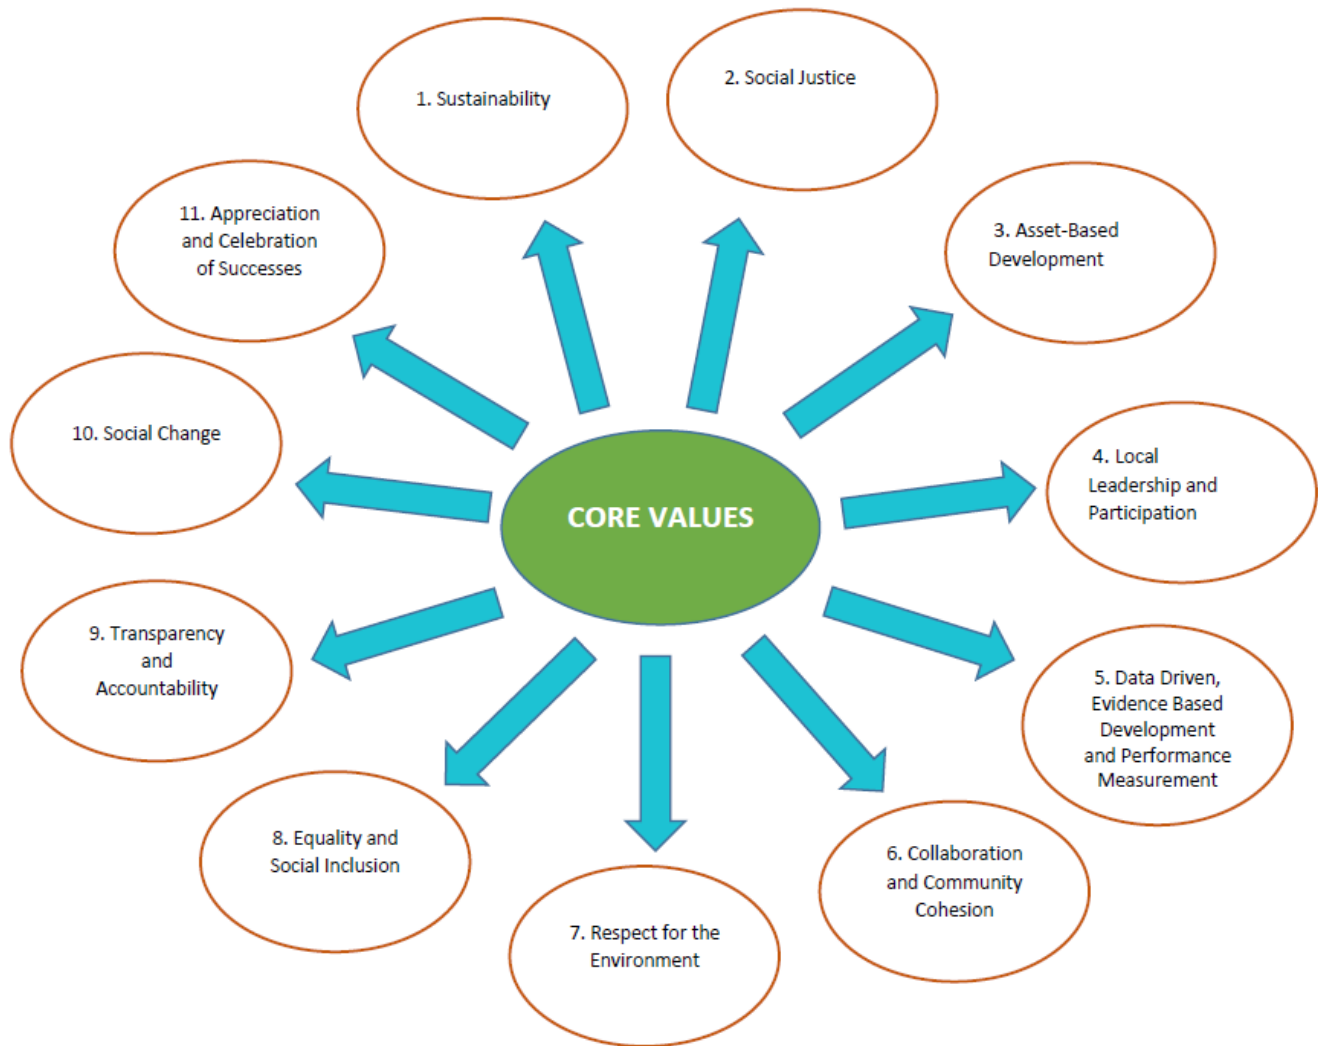 1. Sustainability
2. Social Justice
3. Asset-Based
Development
4. Local
Leadership and
Participation
5. Data Driven,
Evidence Based
Development
and Performance
Measurement
6. Collaboration
and Community
Cohesion
7. Respect for the
Environment
8. Equality and
Social Inclusion
9. Transparency
and
Accountability
10. Social Change
11. Appreciation
and Celebration
of Successes
CORE VALUES